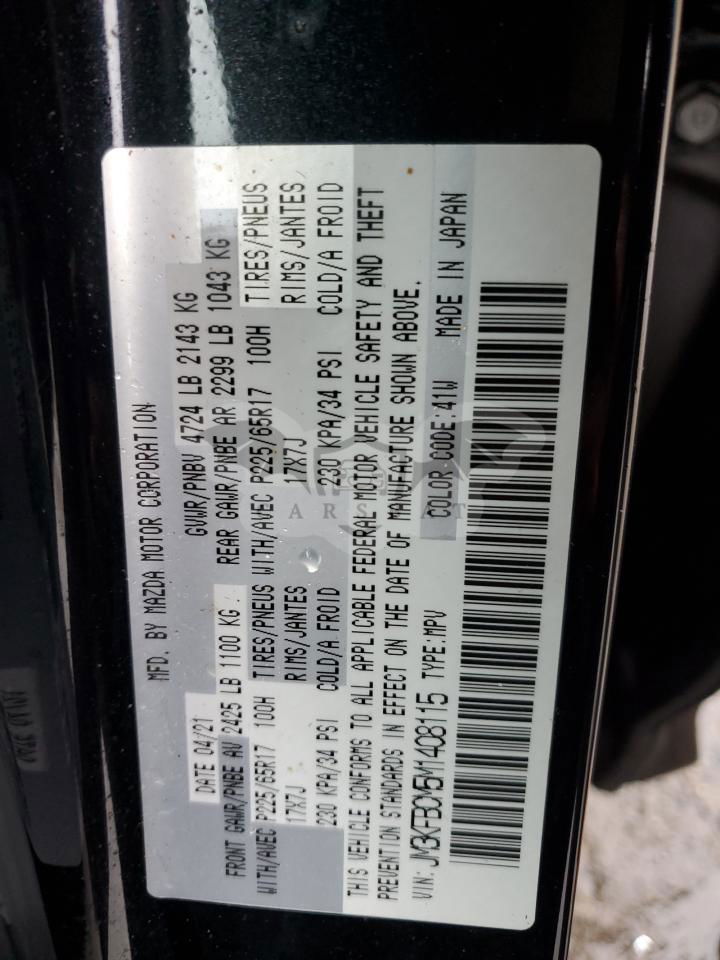 MFD. BY MAZDA MOTOR CORPORATION
DATE 04/21 GVWR/PNBV 4724 LB 2143 KG
FRONT GAWR/PNBE AV 2425 LB 1100 KG REAR GAWR/PNBE AR 2299 LB 1043 KG
WITH/AVEC P225/65R17 100H TIRES/PNEUS WITH/AVEC P225/65R17 100H TIRES/PNEUS
17X7J RIMS/JANTES 17X7J RIMS/JANTES
230 KPA/34 PSI COLD/A FROID 230 KPA/34 PSI COLD/A FROID
THIS VEHICLE CONFORMS TO ALL APPLICABLE FEDERAL MOTOR VEHICLE SAFETY AND THEFT
PREVENTION STANDARDS IN EFFECT ON THE DATE OF MANUFACTURE SHOWN ABOVE.
VIN: JM3KFBCM5M1408115 TYPE:MPV COLOR CODE:41W MADE IN JAPAN